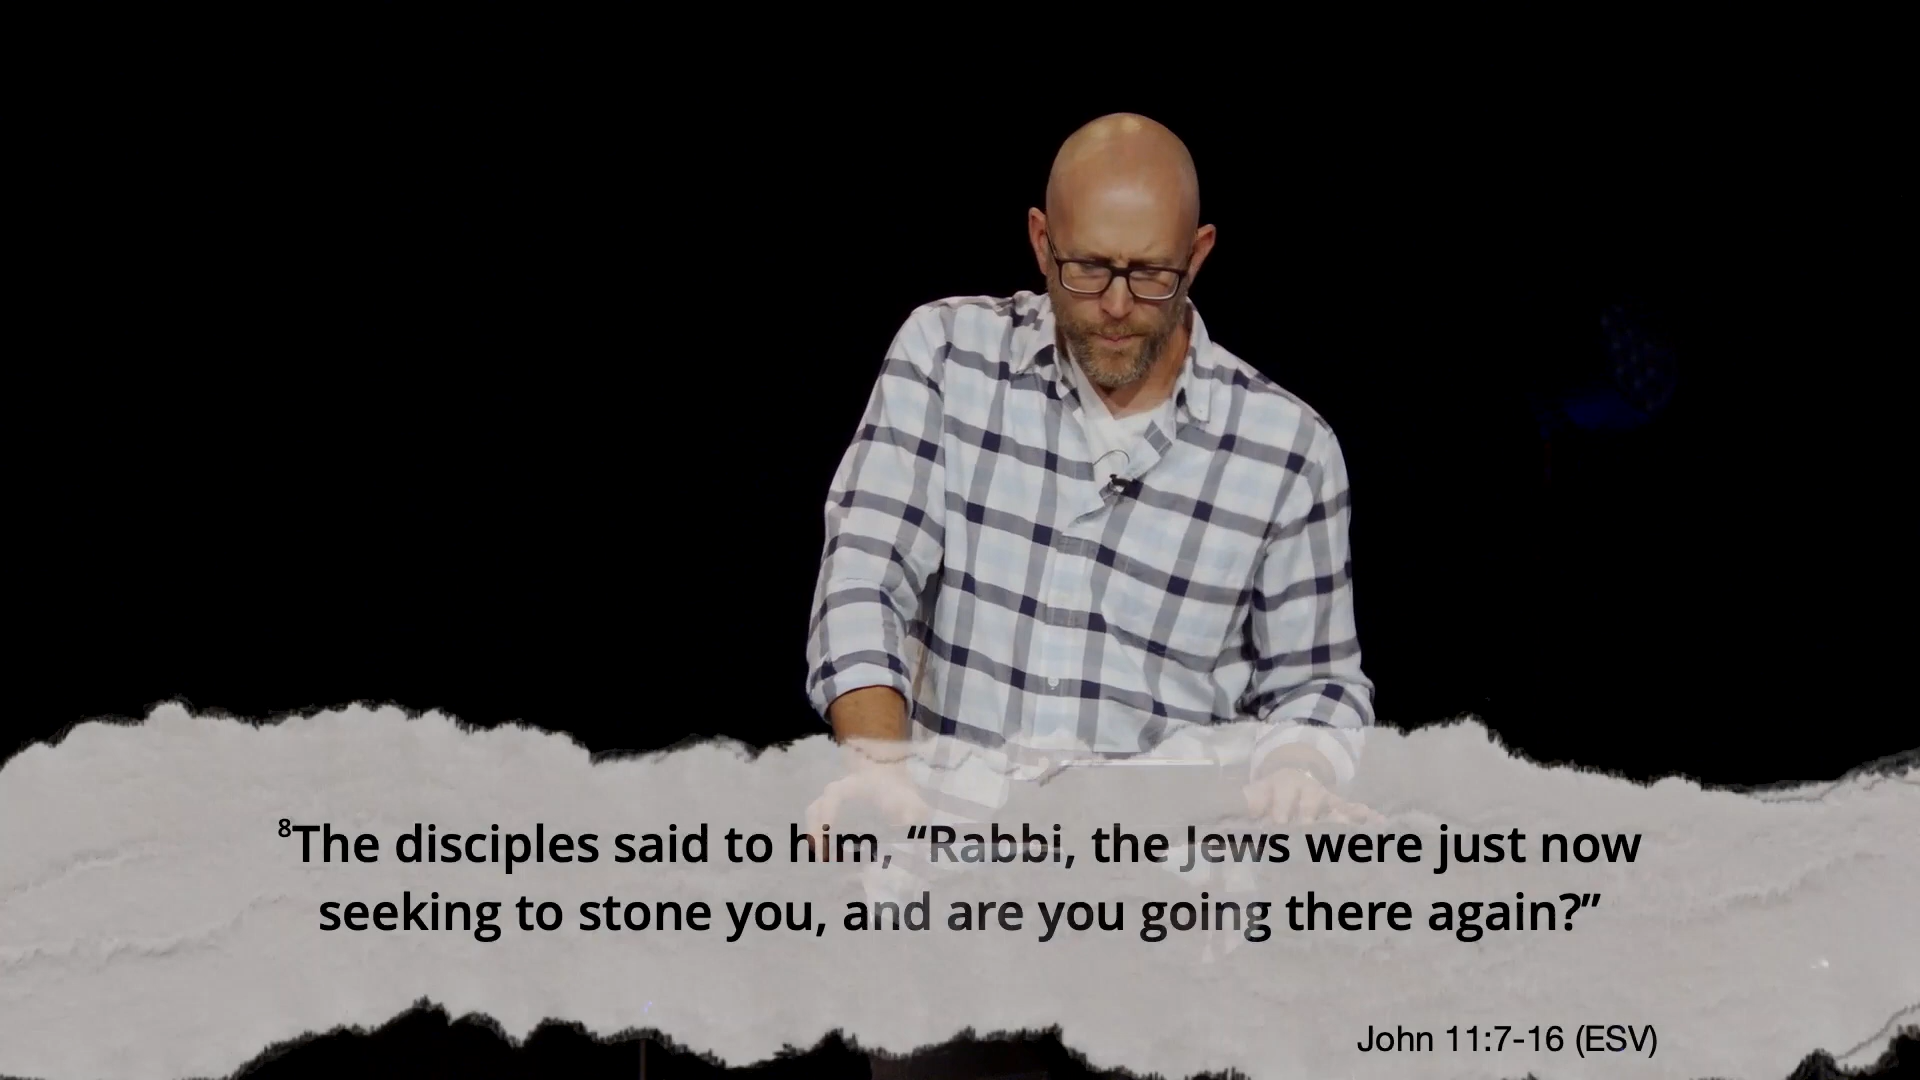 ⁸The disciples said to him, “Rabbi, the Jews were just now
seeking to stone you, and are you going there again?”
John 11:7-16 (ESV)